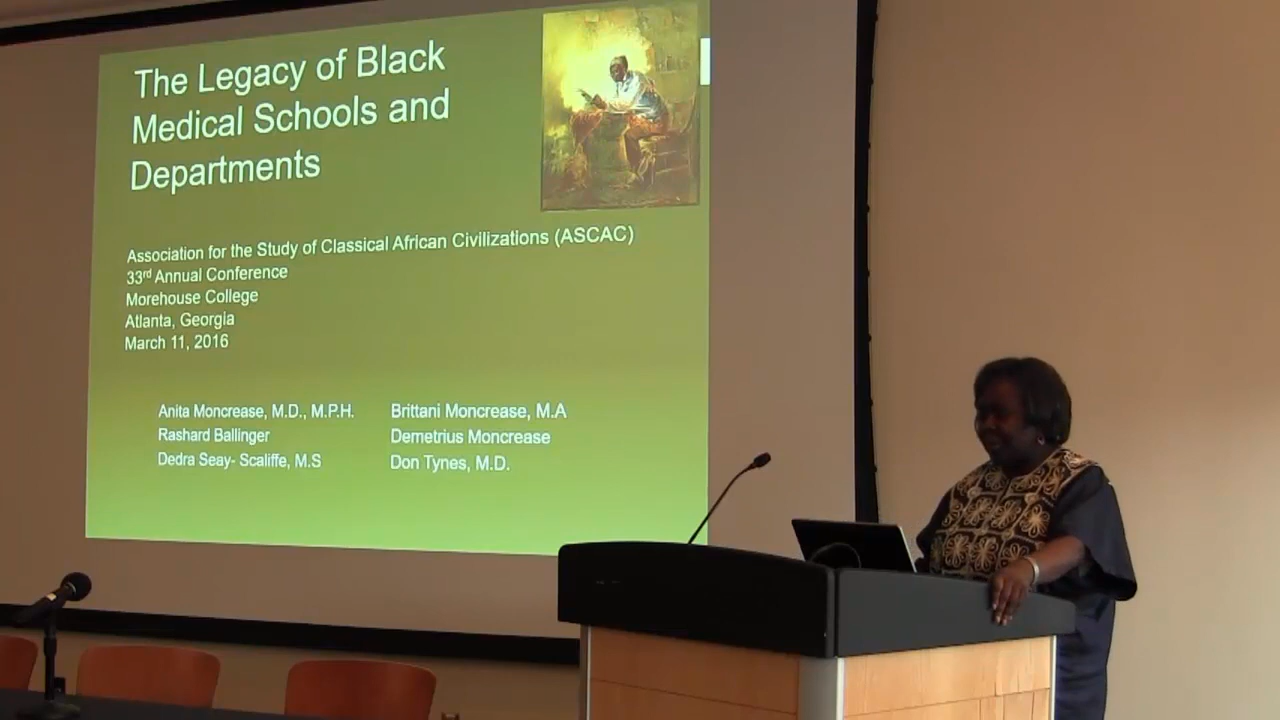 The Legacy of Black
Medical Schools and
Departments
Association for the Study of Classical African Civilizations (ASCAC)
33rd Annual Conference
Morehouse College
Atlanta, Georgia
March 11, 2016
Anita Moncrease, M.D., M.P.H.
Rashard Ballinger
Dedra Seay- Scaliffe, M.S
Brittani Moncrease, M.A
Demetrius Moncrease
Don Tynes, M.D.